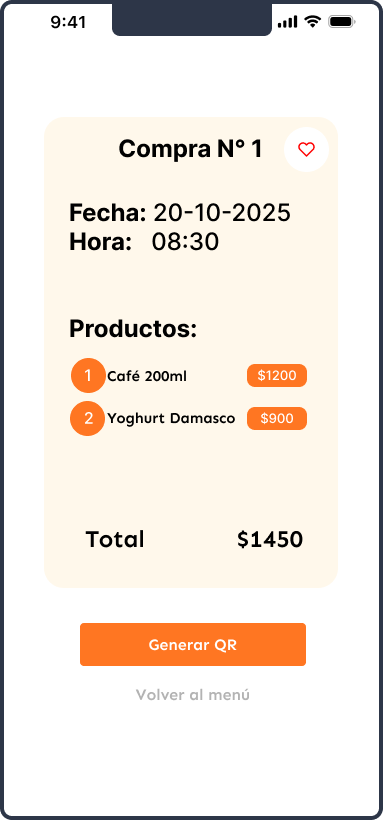 9:41
Compra N° 1
Fecha: 20-10-2025
Hora: 08:30
Productos:
1 Café 200ml $1200
2 Yoghurt Damasco $900
Total $1450
Generar QR
Volver al menú